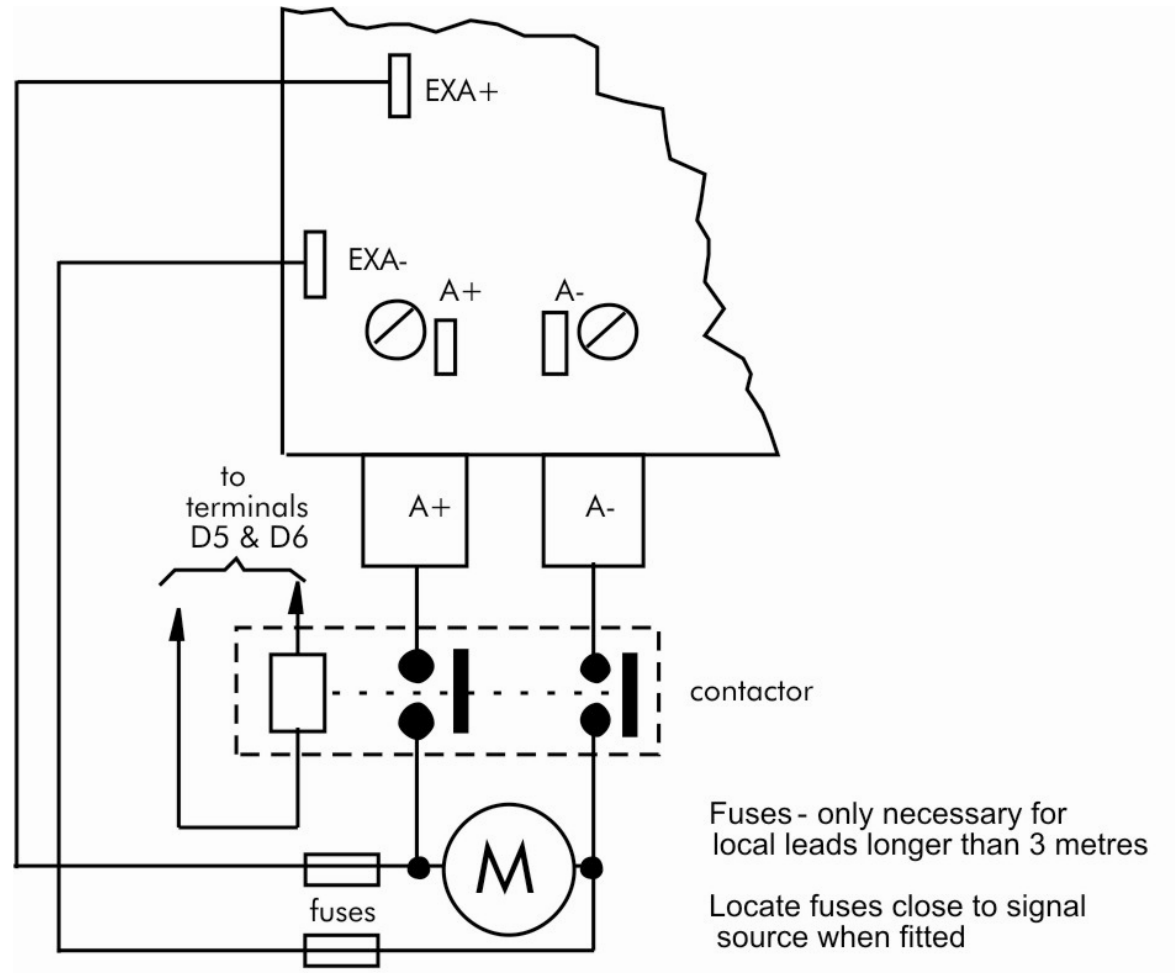 EXA+
EXA-
A+
A-
to
terminals
D5 & D6
A+
A-
contactor
M
fuses
Fuses - only necessary for
local leads longer than 3 metres
Locate fuses close to signal
source when fitted